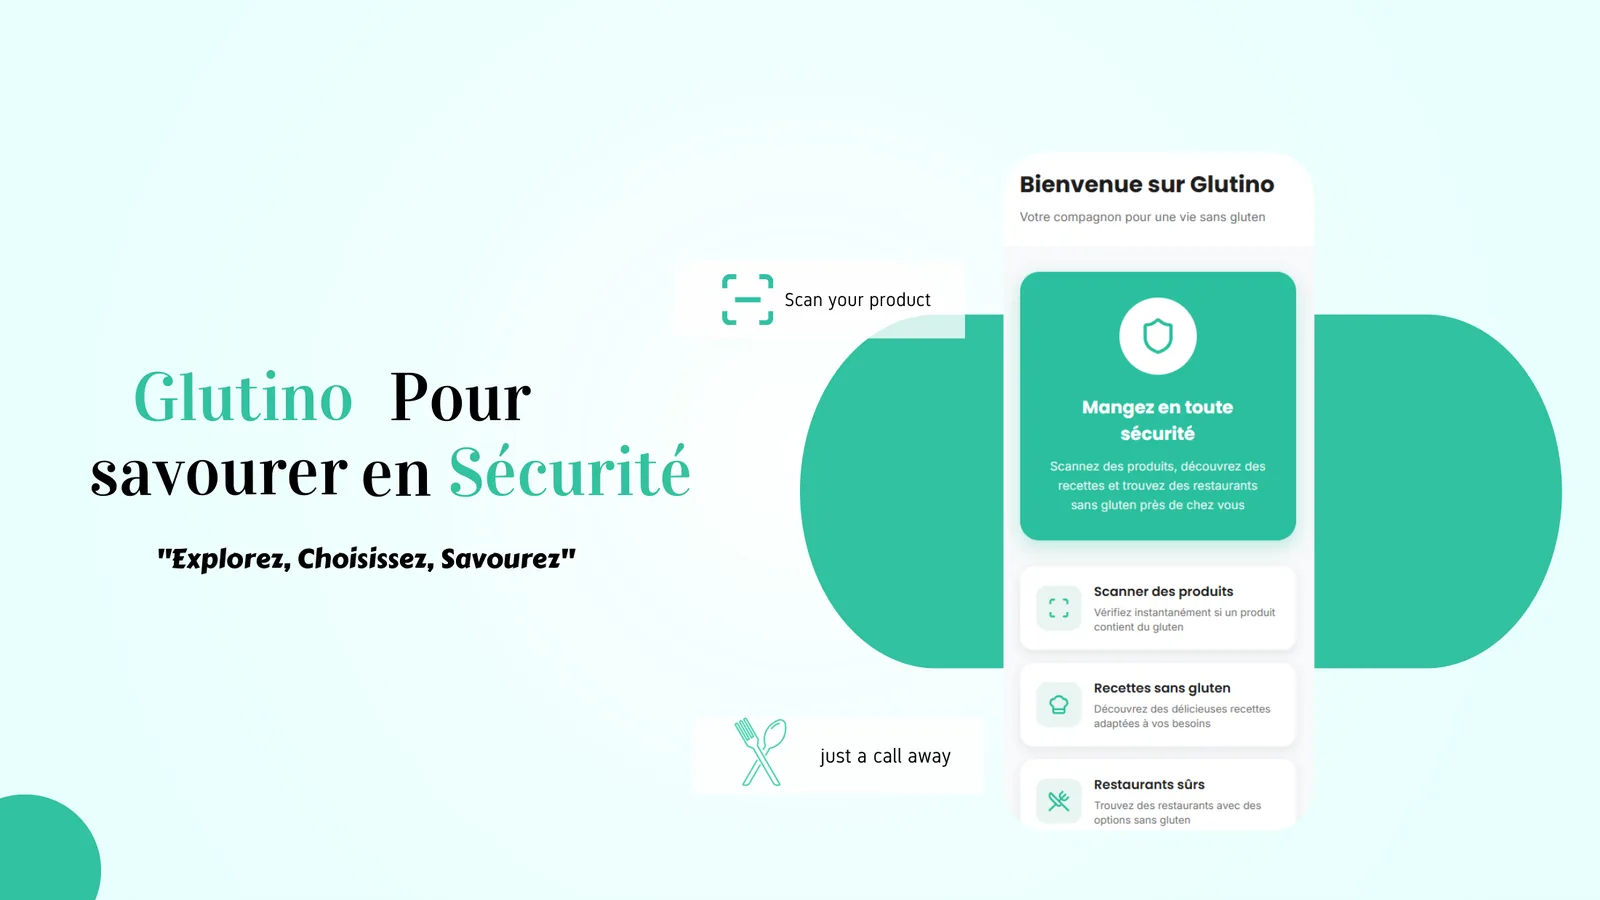 Glutino Pour
savourer en Sécurité
"Explorez, Choisissez, Savourez"
Scan your product
just a call away
Bienvenue sur Glutino
Votre compagnon pour une vie sans gluten
Mangez en toute
sécurité
Scannez des produits, découvrez des
recettes et trouvez des restaurants
sans gluten près de chez vous
Scanner des produits
Vérifiez instantanément si un produit
contient du gluten
Recettes sans gluten
Découvrez des délicieuses recettes
adaptées à vos besoins
Restaurants sûrs
Trouvez des restaurants avec des
options sans gluten